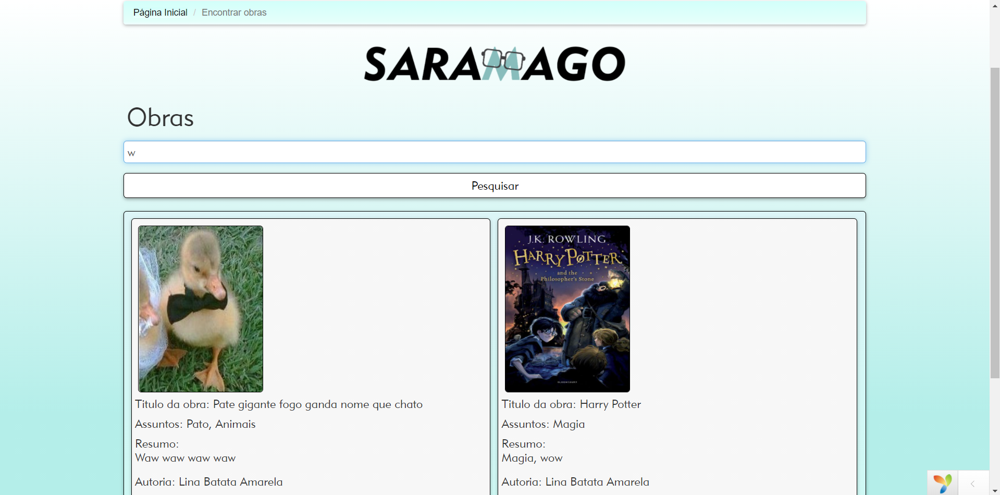 Página Inicial / Encontrar obras
SARAMAGO
Obras
w
Pesquisar
J.K. ROWLING
HARRY POTTER
and the
Philosopher's Stone
BLOOMSBURY
Titulo da obra: Pate gigante fogo ganda nome que chato
Assuntos: Pato, Animais
Resumo:
Waw waw waw waw
Autoria: Lina Batata Amarela
Titulo da obra: Harry Potter
Assuntos: Magia
Resumo:
Magia, wow
Autoria: Lina Batata Amarela